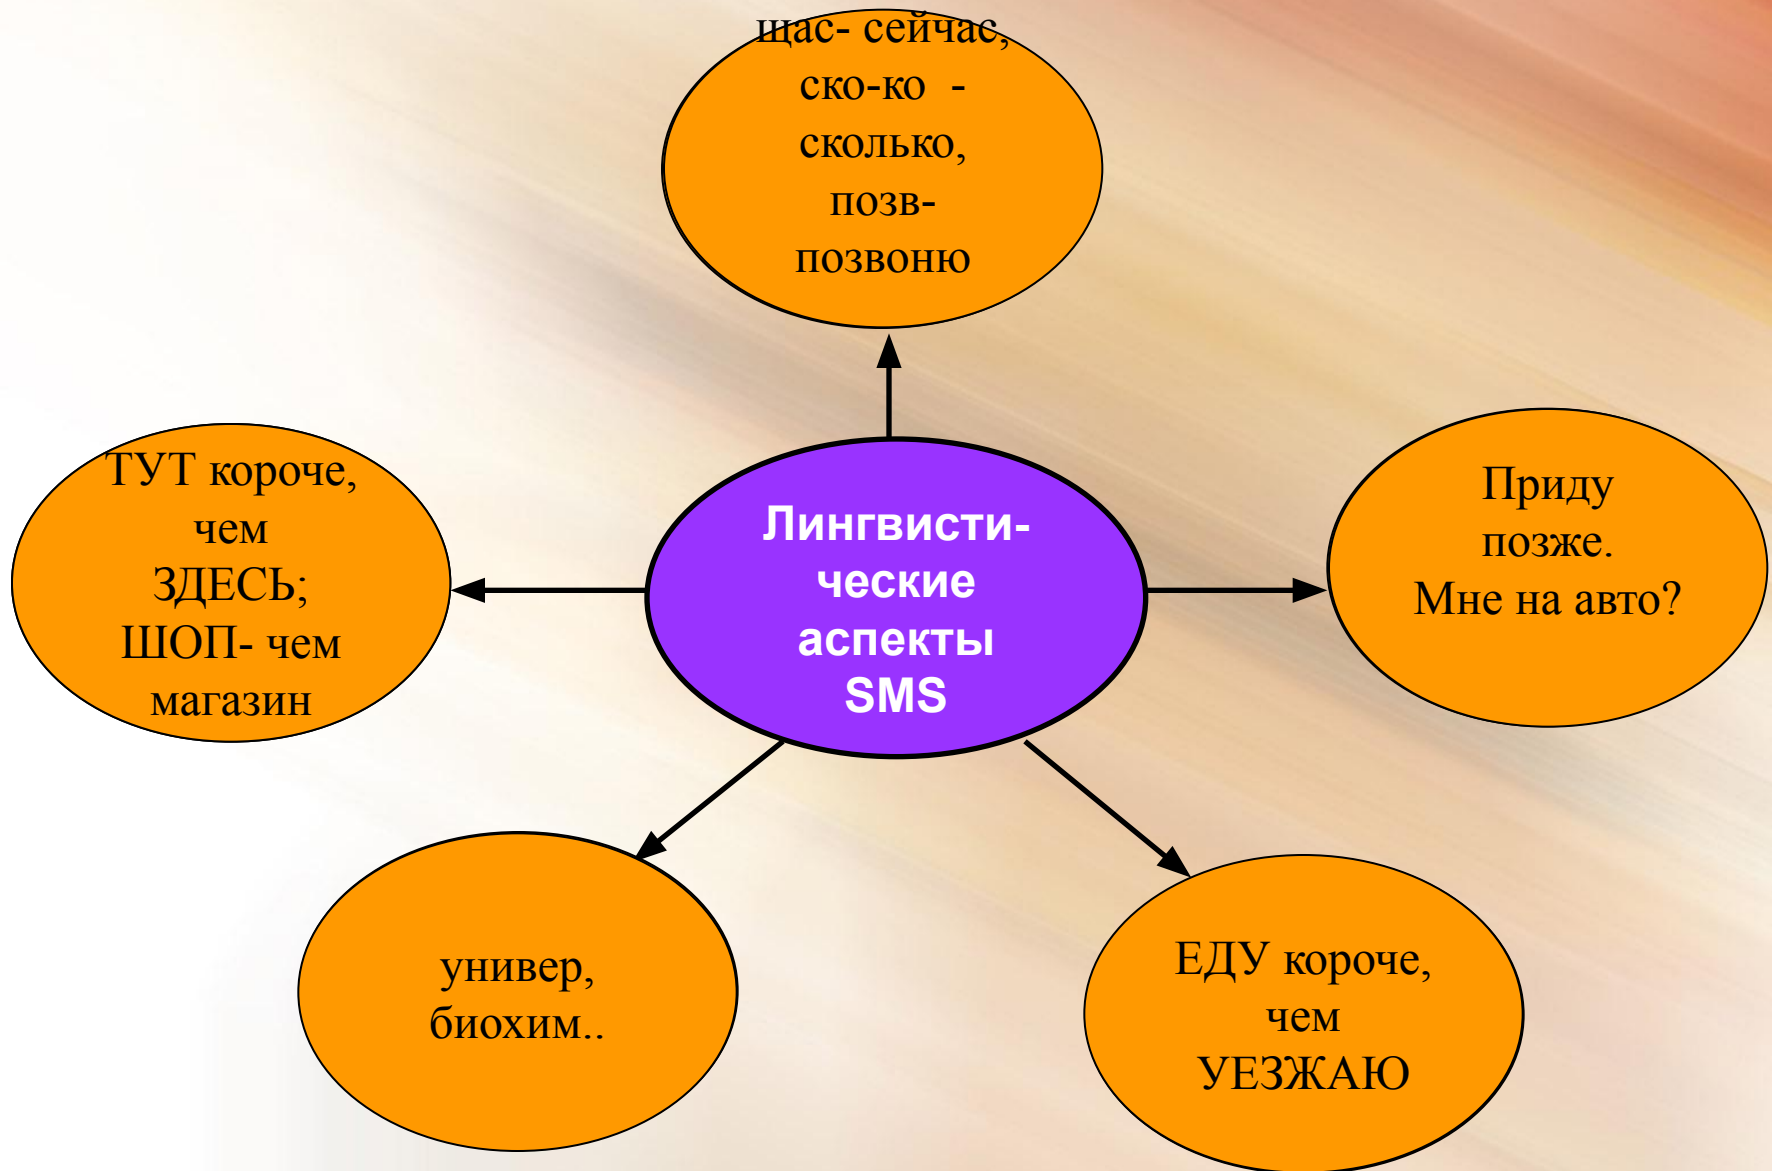 щас- сейчас,
ско-ко -
сколько,
позв-
позвоню
ТУТ короче,
чем
ЗДЕСЬ;
ШОП- чем
магазин
Лингвисти-
ческие
аспекты
SMS
Приду
позже.
Мне на авто?
универ,
биохим..
ЕДУ короче,
чем
УЕЗЖАЮ